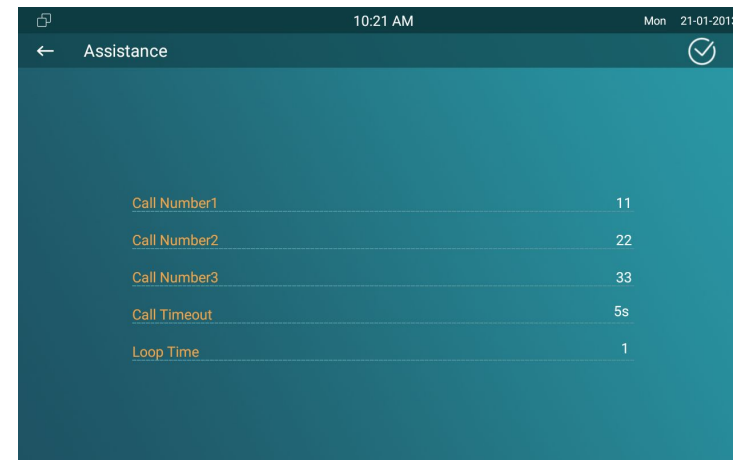 10:21 AM Mon 21-01-201
Assistance
Call Number1 11
Call Number2 22
Call Number3 33
Call Timeout 5s
Loop Time 1